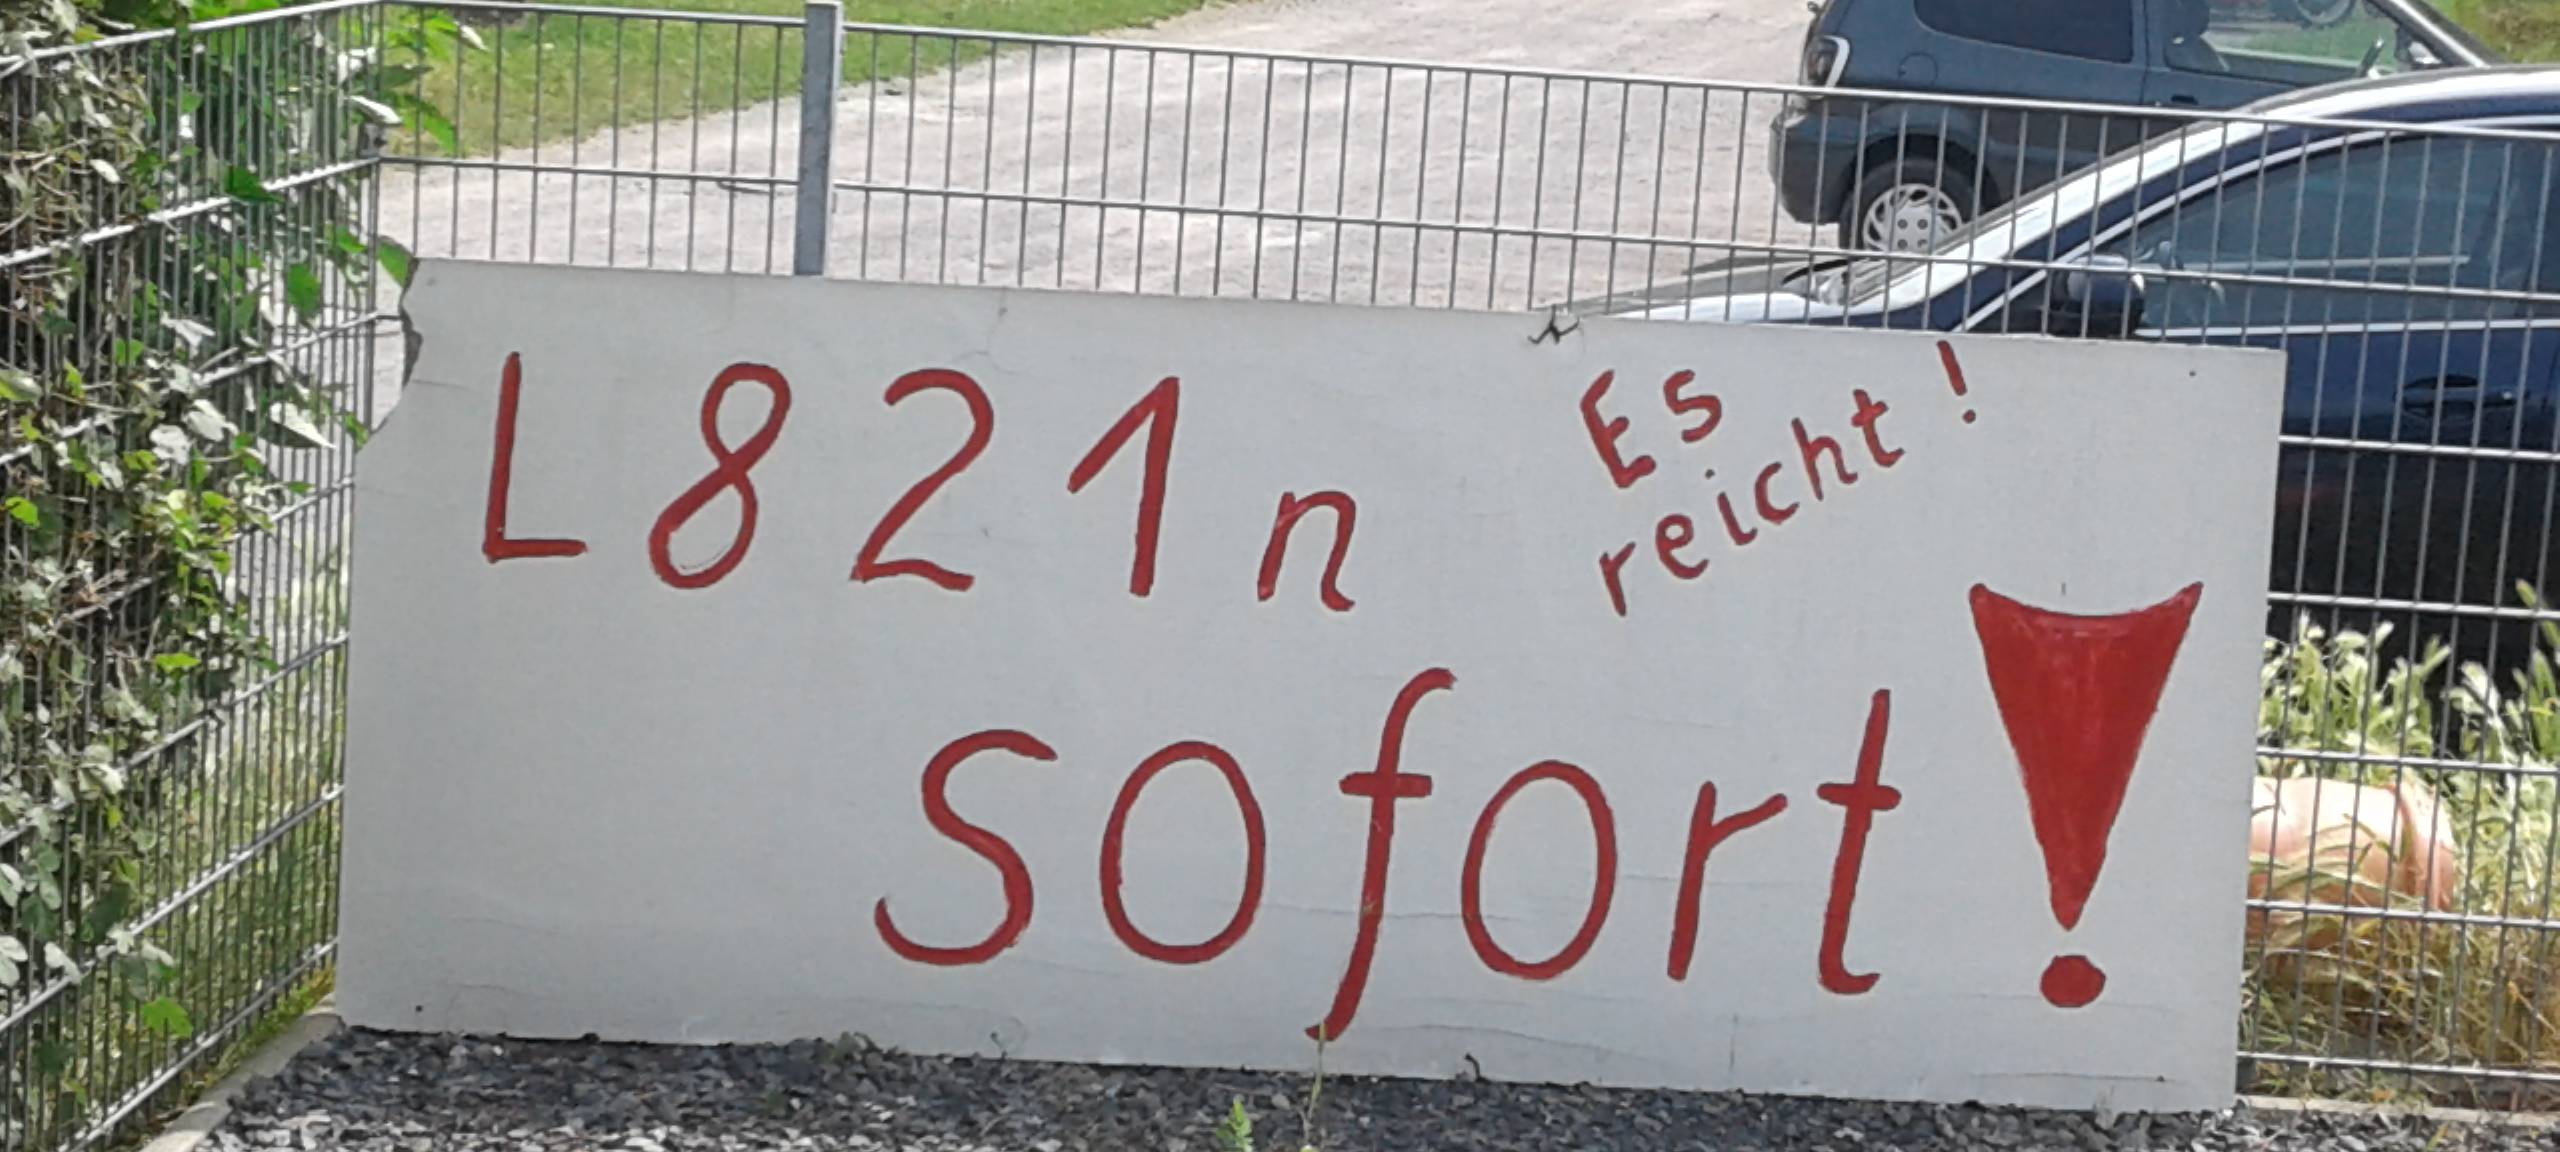 L821n
Es
reicht!
sofort!